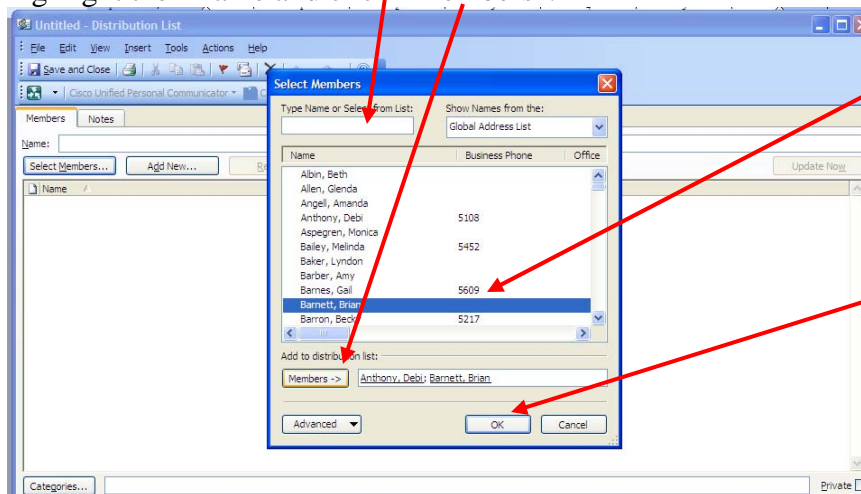 Untitled - Distribution List
File Edit View Insert Tools Actions Help
Save and Close
Cisco Unified Personal Communicator
Members Notes
Name:
Select Members... Add New... Update Now
Name
Select Members
Type Name or Select from List: Show Names from the:
Global Address List
Name Business Phone Office
Albin, Beth
Allen, Glenda
Angell, Amanda
Anthony, Debi 5108
Aspegren, Monica
Bailey, Melinda 5452
Baker, Lyndon
Barber, Amy
Barnes, Gail 5609
Barnett, Brian
Barron, Beck 5217
Add to distribution list:
Members -> Anthony, Debi; Barnett, Brian
Advanced OK Cancel
Categories... Private